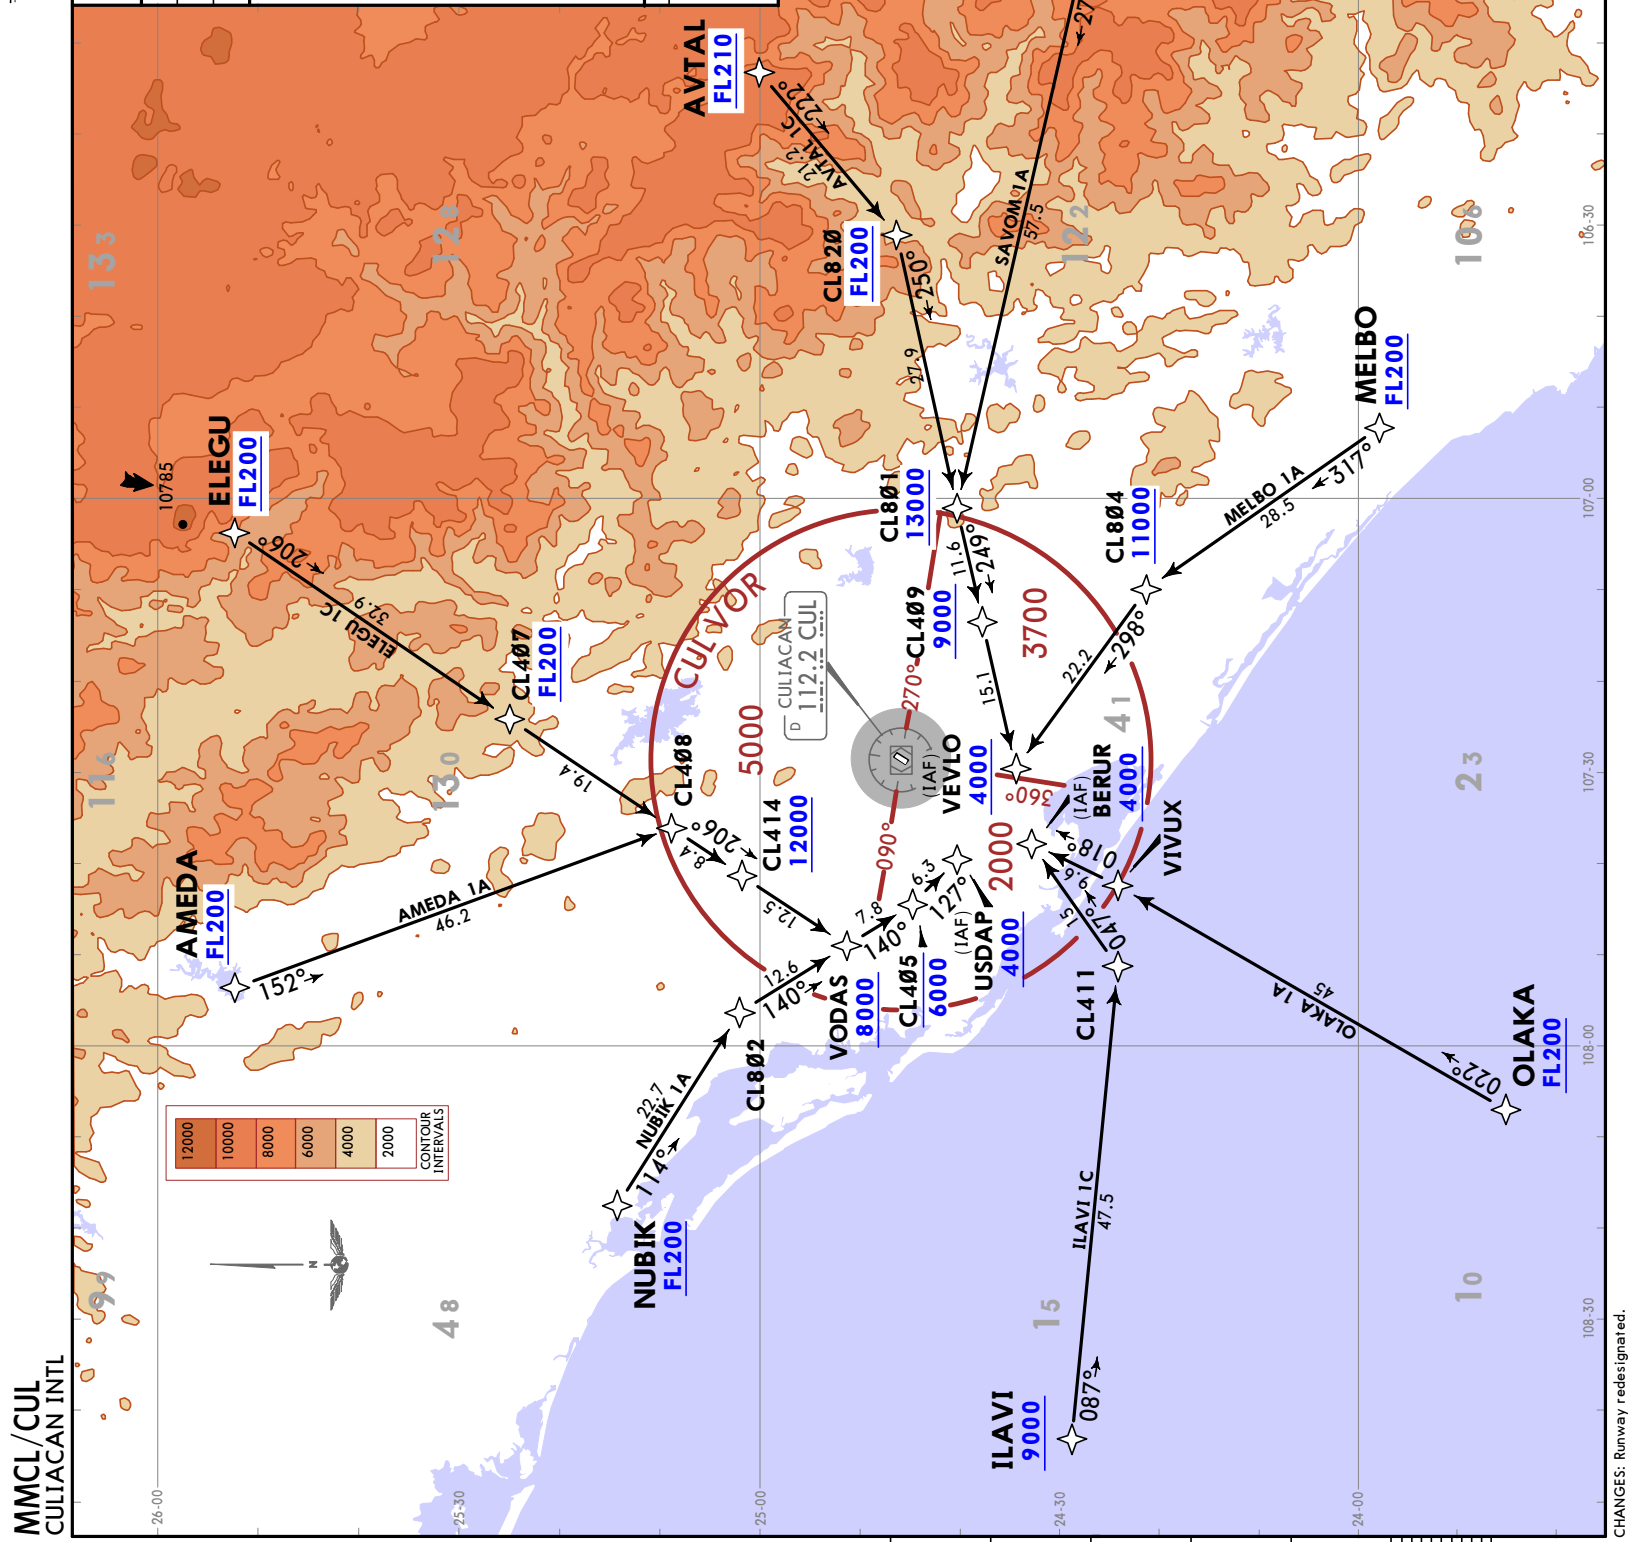 MMCL/CUL
CULIACAN INTL
133
128
122
106
116
130
41
23
99
48
15
10
10785
ELEGU
FL200
206°
ELEGU 1C
32.9
CL407
FL200
19.4
CL408
206°
8.4
CL414
12000
12.5
AMEDA
FL200
152°
AMEDA 1A
46.2
NUBIK
FL200
114°
NUBIK 1A
22.7
CL802
140°
12.6
VODAS
8000
140°
7.8
CL405
6000
127°
6.3
(IAF)
USDAP
4000
AVTAL
FL210
222°
AVTAL 1C
21.2
CL820
FL200
250°
27.9
SAVOM 1A
57.5
27
CL801
13000
249°
11.6
CL409
9000
15.1
(IAF)
VEVLO
4000
MELBO
FL200
317°
MELBO 1A
28.5
CL804
11000
298°
22.2
(IAF)
BERUR
4000
VIVUX
018°
9.6
OLAKA
FL200
022°
OLAKA 1A
45
ILAVI
9000
087°
ILAVI 1C
47.5
CL411
047°
15
CUL VOR
5000
3700
2000
270°
090°
360°
D
CULIACAN
112.2 CUL
N
12000
10000
8000
6000
4000
2000
CONTOUR
INTERVALS
26-00
25-30
25-00
24-30
24-00
108-30
108-00
107-30
107-00
106-30
CHANGES: Runway redesignated.